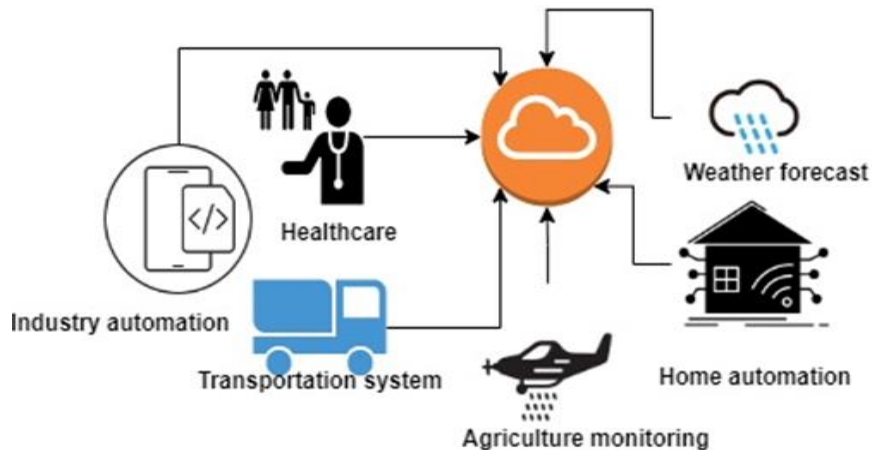 Weather forecast
Healthcare
</>
Industry automation
Transportation system
Home automation
Agriculture monitoring